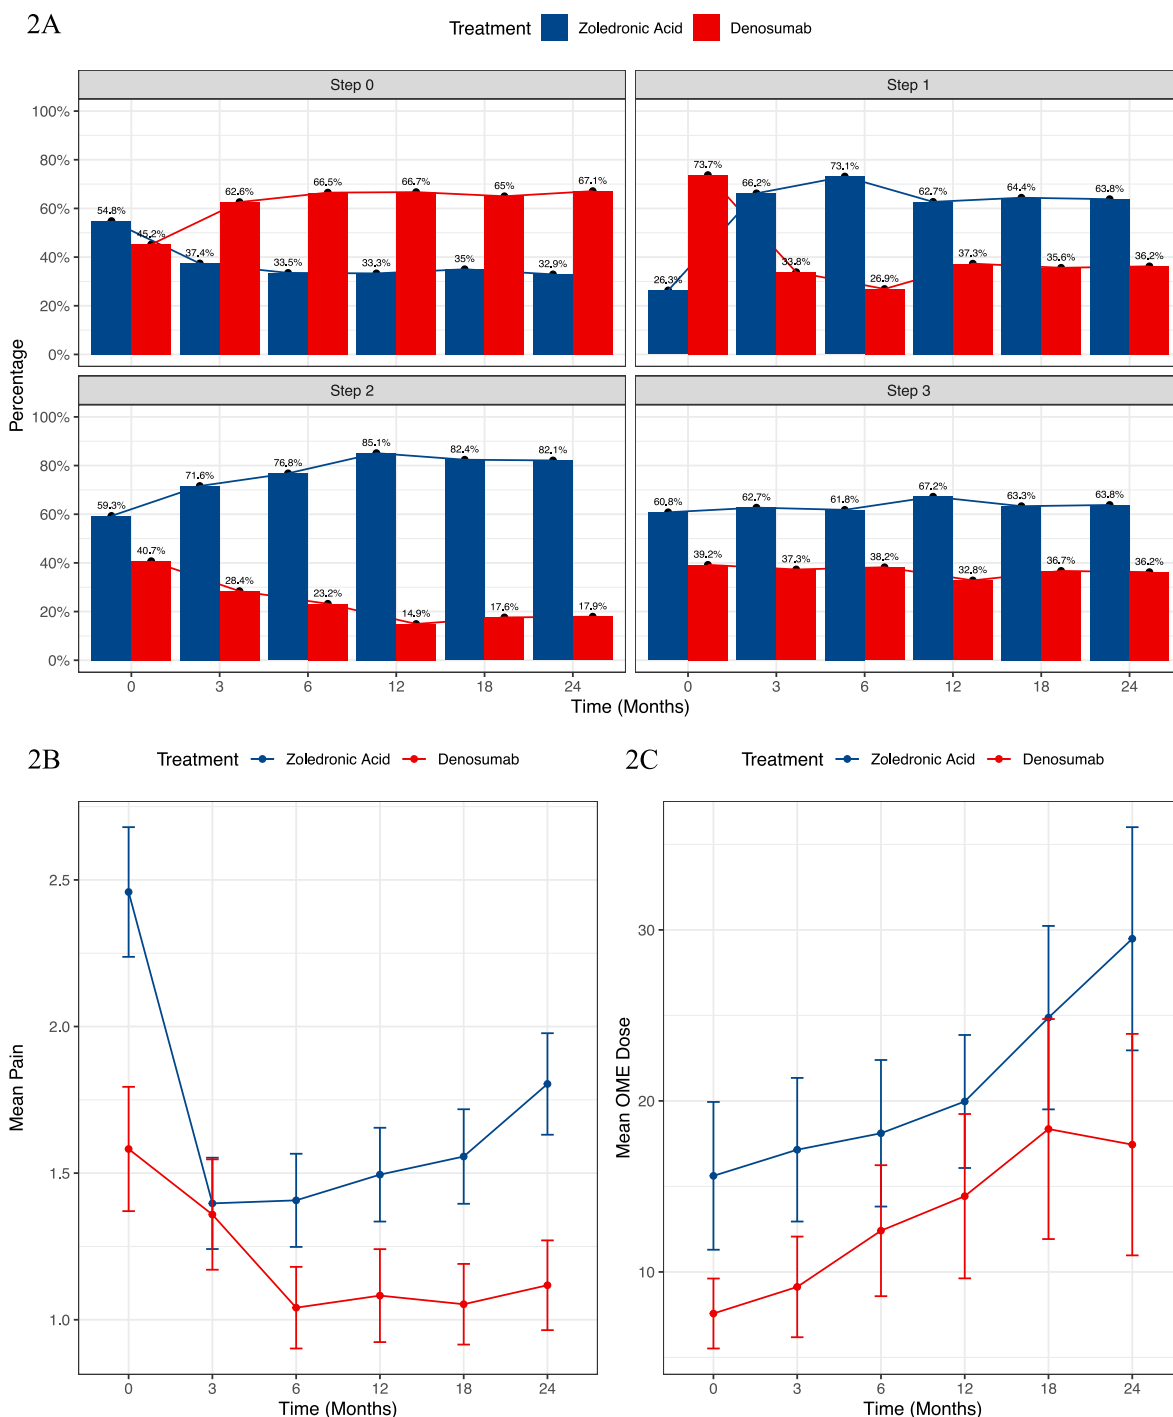 2A
Treatment Zoledronic Acid Denosumab
Step 0 Step 1
100%
80%
60%
40%
20%
0%
54.8% 45.2% 37.4% 62.6% 33.5% 66.5% 33.3% 66.7% 35% 65% 32.9% 67.1%
26.3% 73.7% 66.2% 33.8% 73.1% 26.9% 62.7% 37.3% 64.4% 35.6% 63.8% 36.2%
Percentage
Step 2 Step 3
100%
80%
60%
40%
20%
0%
59.3% 40.7% 71.6% 28.4% 76.8% 23.2% 85.1% 14.9% 82.4% 17.6% 82.1% 17.9%
60.8% 39.2% 62.7% 37.3% 61.8% 38.2% 67.2% 32.8% 63.3% 36.7% 63.8% 36.2%
0 3 6 12 18 24 0 3 6 12 18 24
Time (Months)
2B
Treatment Zoledronic Acid Denosumab
Mean Pain
2.5
2.0
1.5
1.0
0 3 6 12 18 24
Time (Months)
2C
Treatment Zoledronic Acid Denosumab
Mean OME Dose
30
20
10
0 3 6 12 18 24
Time (Months)